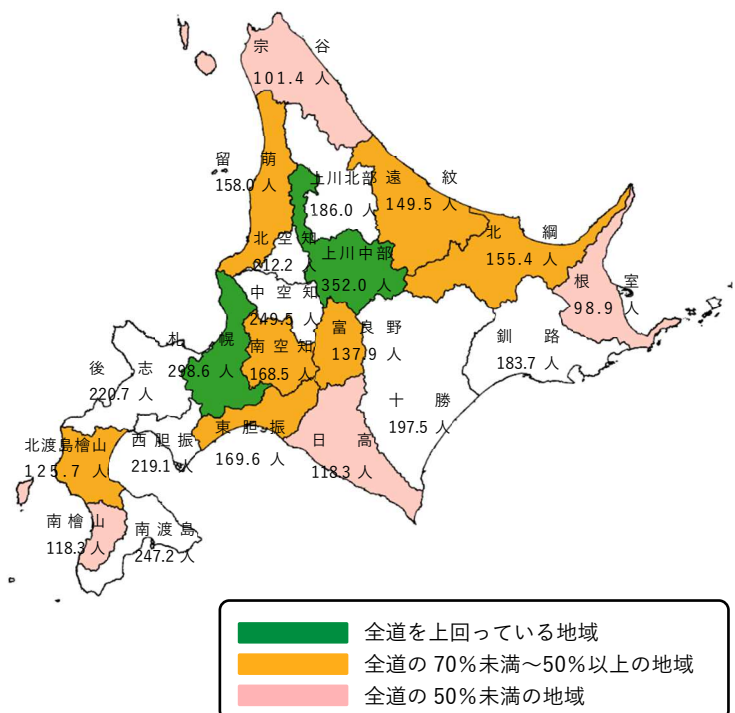 宗谷
101.4 人
留萌
158.0 人
上川北部
186.0 人
遠紋
149.5 人
北空知
212.2 人
上川中部
352.0 人
北網
155.4 人
根室
98.9 人
中空知
249.5 人
札幌
298.6 人
南空知
168.5 人
富良野
137.9 人
釧路
183.7 人
後志
220.7 人
十勝
197.5 人
北渡島檜山
125.7 人
西胆振
219.1 人
東胆振
169.6 人
日高
118.3 人
南檜山
118.3 人
南渡島
247.2 人
全道を上回っている地域
全道の 70%未満~50%以上の地域
全道の 50%未満の地域